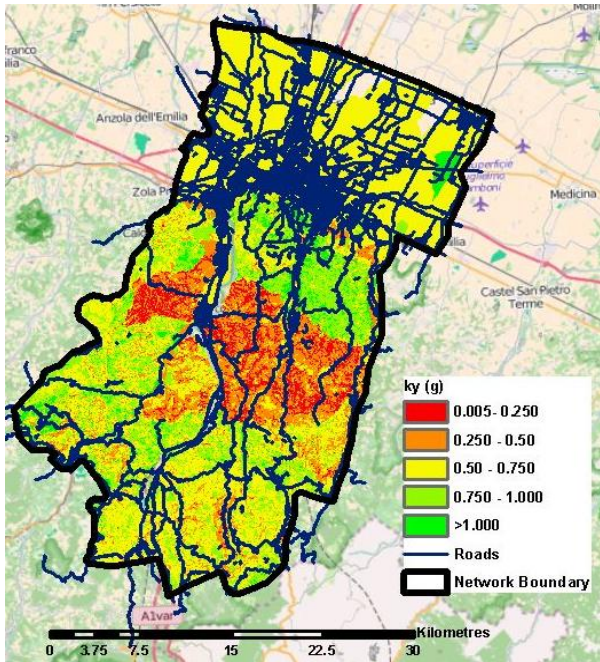 Anzola dell'Emilia
Zola
Medicina
Castel San Pietro
Terme
ky (g)
0.005- 0.250
0.250 - 0.50
0.50 - 0.750
0.750 - 1.000
>1.000
Roads
Network Boundary
Kilometres
0 3.75 7.5 15 22.5 30